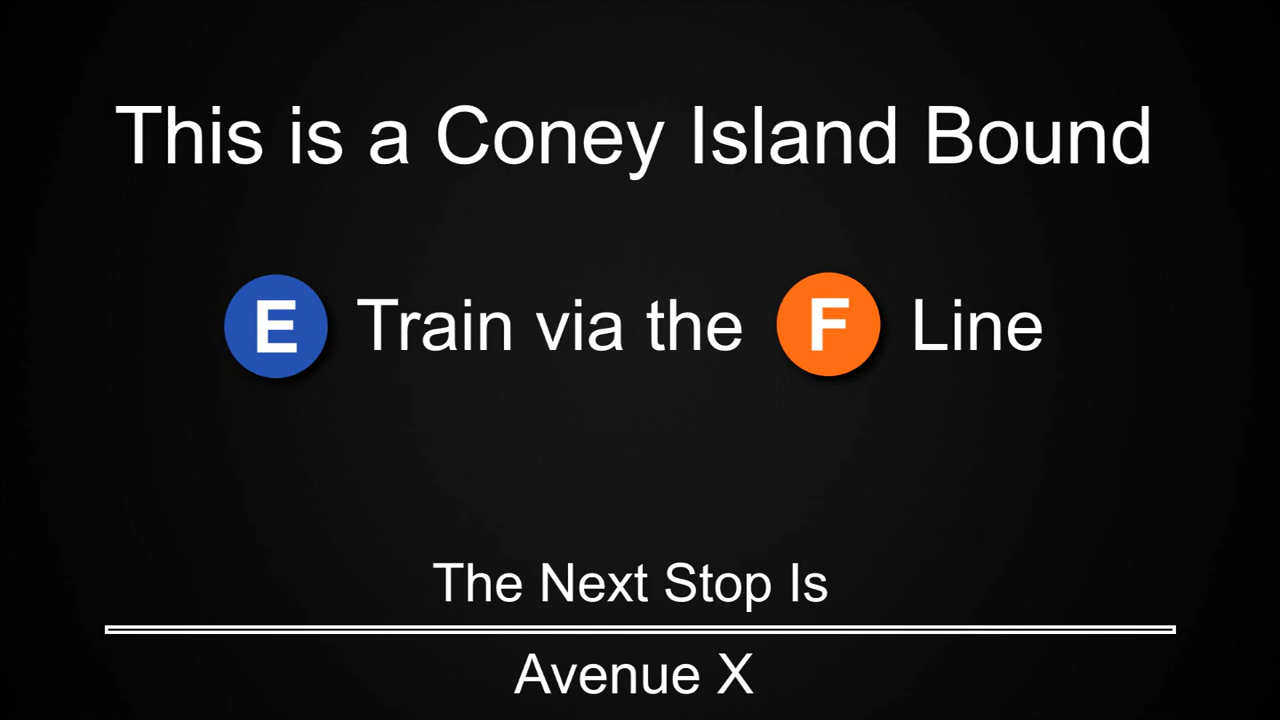 This is a Coney Island Bound
E Train via the F Line
The Next Stop Is
Avenue X